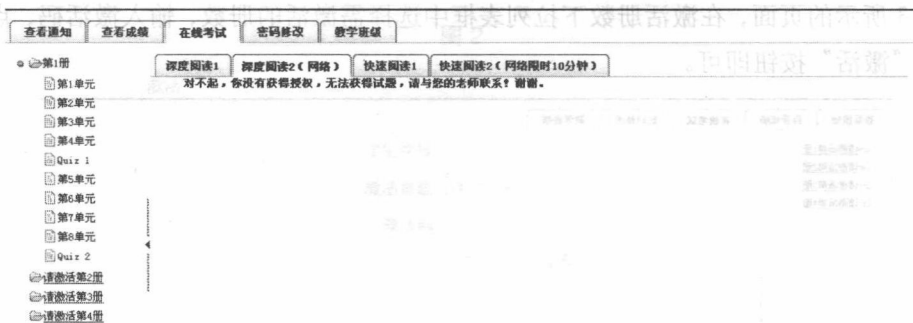 查看通知 查看成绩 在线考试 密码修改 教学班级
第1册
深度阅读1 深度阅读2(网络) 快速阅读1 快速阅读2(网络限时10分钟)
对不起,你没有获得授权,无法获得试题,请与您的老师联系!谢谢。
第1单元
第2单元
第3单元
第4单元
Quiz 1
第5单元
第6单元
第7单元
第8单元
Quiz 2
请激活第2册
请激活第3册
请激活第4册